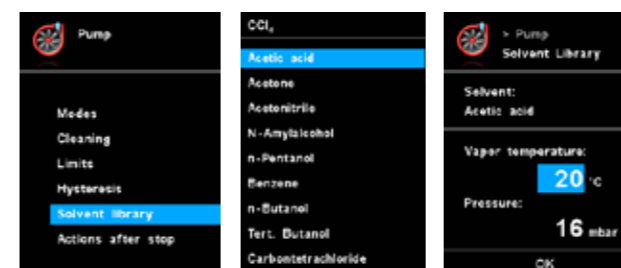 Pump
Modes
Cleaning
Limits
Hysteresis
Solvent library
Actions after stop
CCl₄
Acetic acid
Acetone
Acetonitrile
N-Amylalcohol
n-Pentanol
Benzene
n-Butanol
Tert. Butanol
Carbontetrachloride
> Pump
Solvent Library
Solvent:
Acetic acid
Vapor temperature:
20 °C
Pressure:
16 mbar
OK